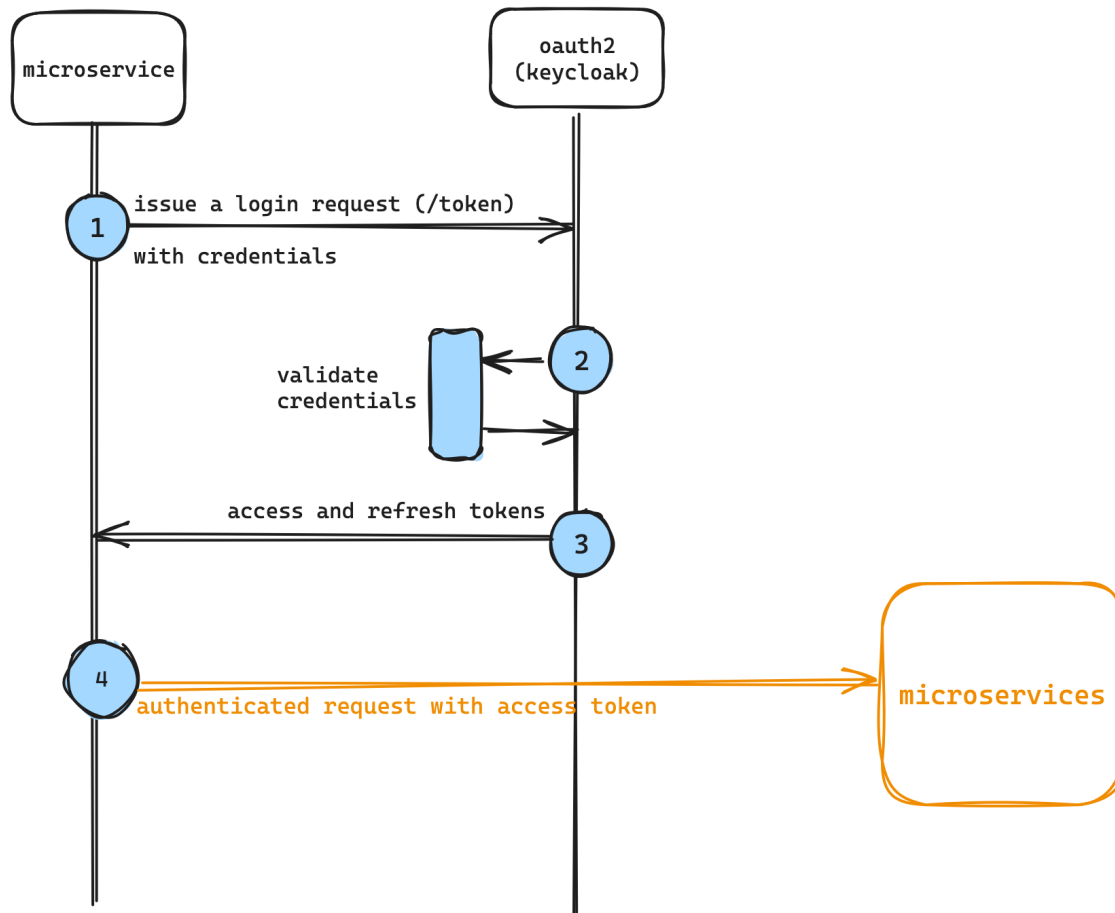 microservice
oauth2
(keycloak)
1
issue a login request (/token)
with credentials
2
validate
credentials
access and refresh tokens
3
4
authenticated request with access token
microservices